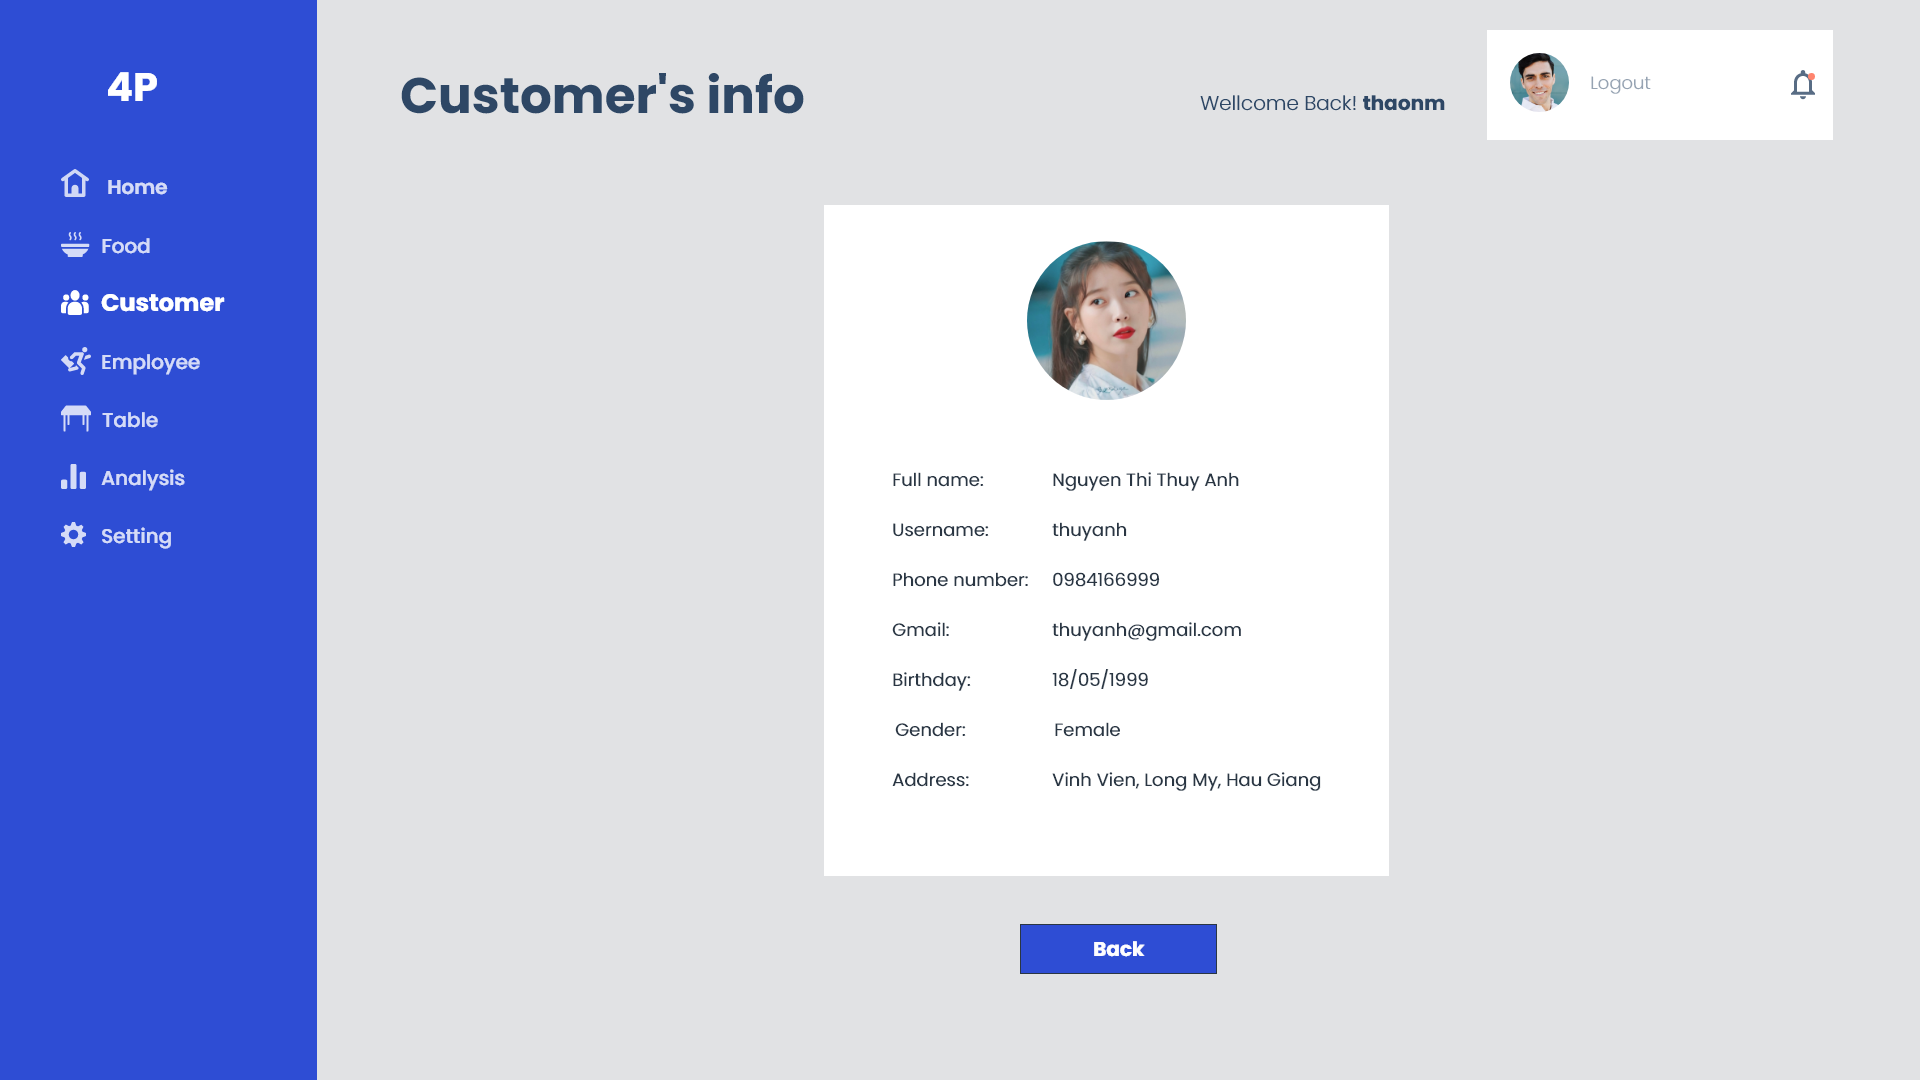 4P
Home
Food
Customer
Employee
Table
Analysis
Setting
Customer's info
Wellcome Back! thaonm
Logout
Full name: Nguyen Thi Thuy Anh
Username: thuyanh
Phone number: 0984166999
Gmail: thuyanh@gmail.com
Birthday: 18/05/1999
Gender: Female
Address: Vinh Vien, Long My, Hau Giang
Back